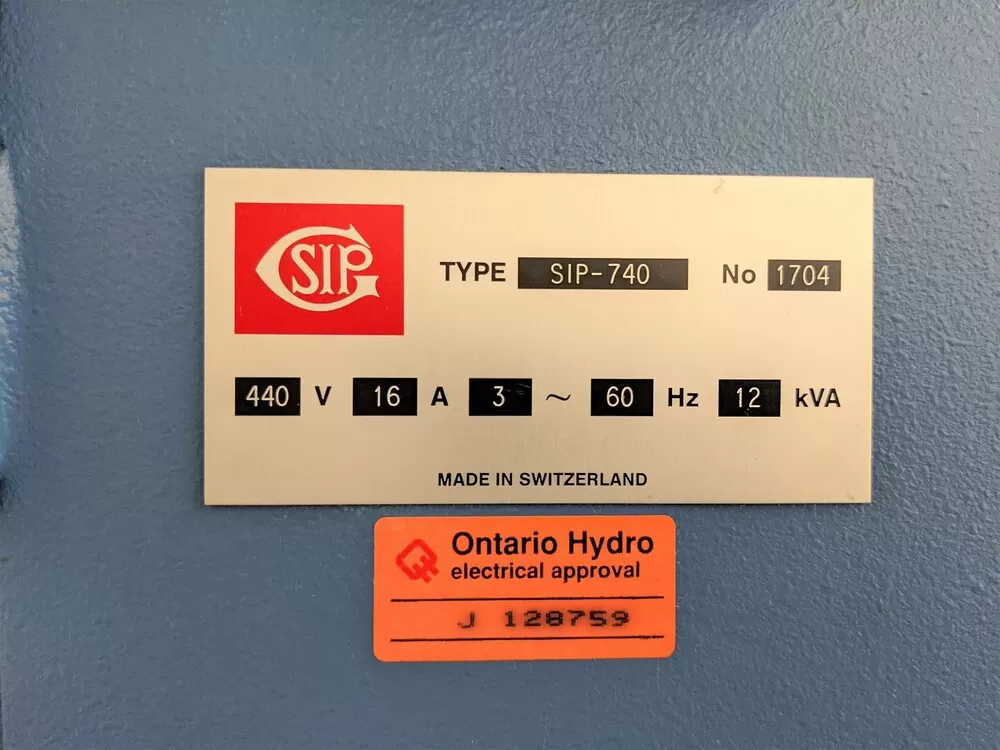 SIP
TYPE SIP-740 No 1704
440 V 16 A 3 ~ 60 Hz 12 kVA
MADE IN SWITZERLAND
Ontario Hydro
electrical approval
J 128759